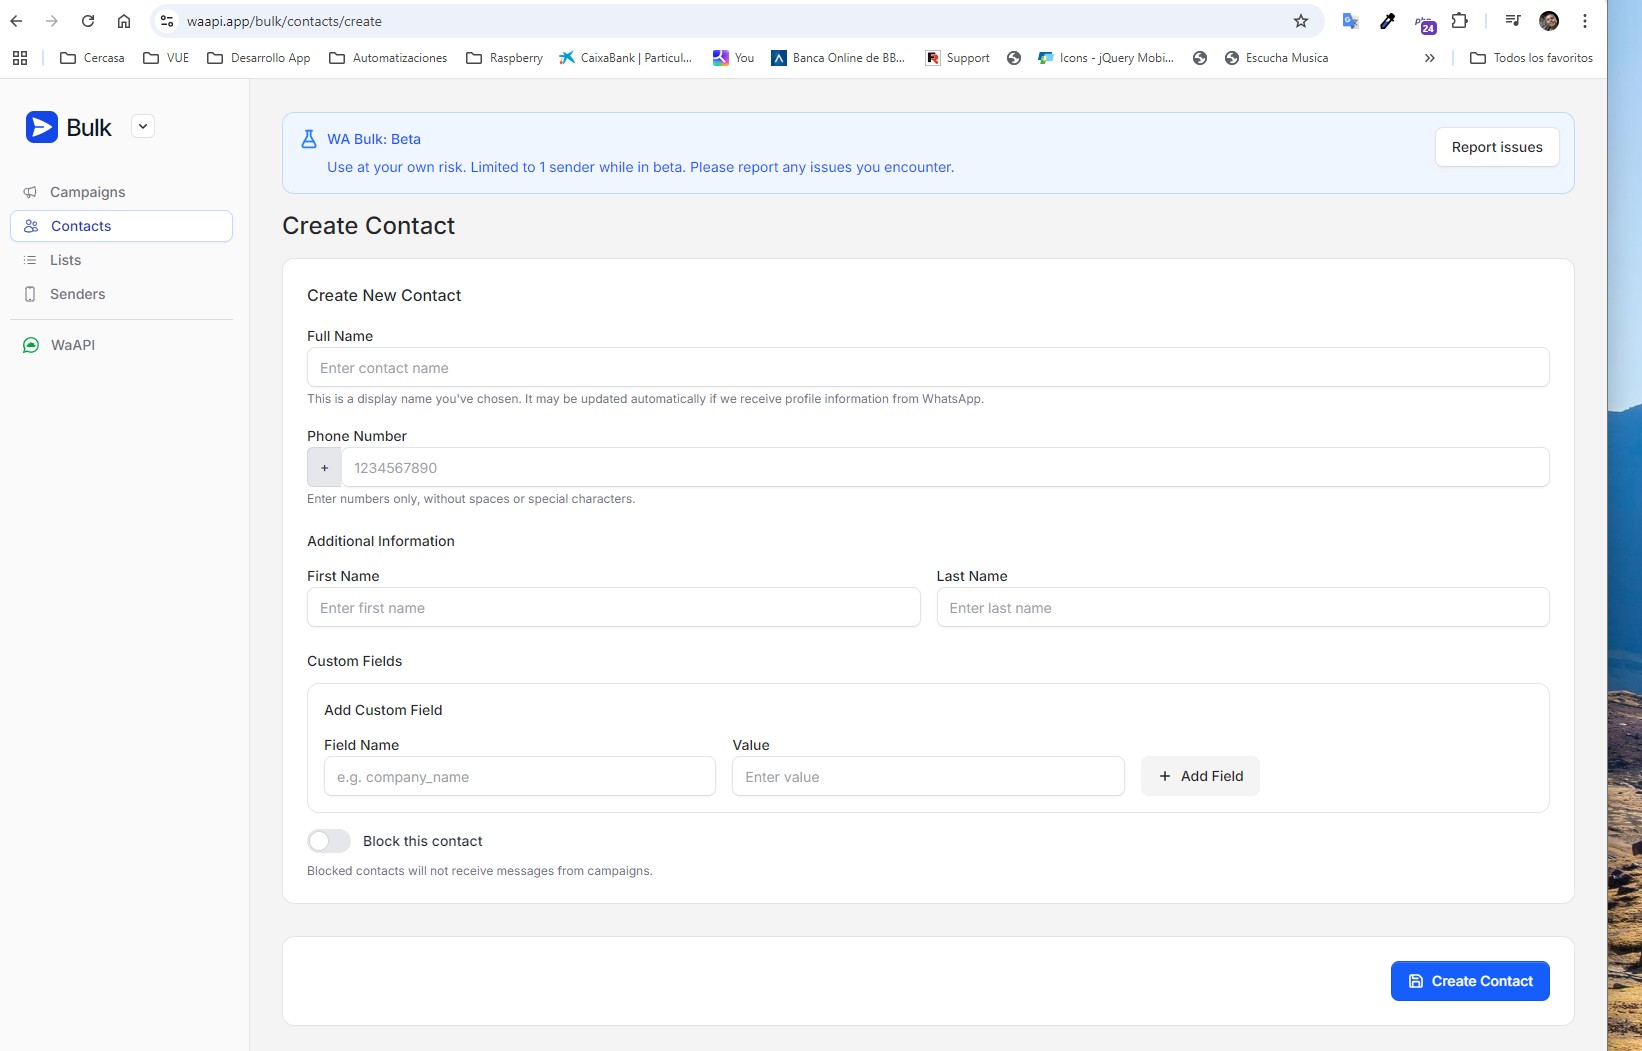 waapi.app/bulk/contacts/create
24
Cercasa
VUE
Desarrollo App
Automatizaciones
Raspberry
CaixaBank | Particul...
You
Banca Online de BB...
Support
Icons - jQuery Mobi...
Escucha Musica
Todos los favoritos
Bulk
Campaigns
Contacts
Lists
Senders
WaAPI
WA Bulk: Beta
Use at your own risk. Limited to 1 sender while in beta. Please report any issues you encounter.
Report issues
Create Contact
Create New Contact
Full Name
Enter contact name
This is a display name you've chosen. It may be updated automatically if we receive profile information from WhatsApp.
Phone Number
+ 1234567890
Enter numbers only, without spaces or special characters.
Additional Information
First Name
Last Name
Enter first name
Enter last name
Custom Fields
Add Custom Field
Field Name
Value
e.g. company_name
Enter value
+ Add Field
Block this contact
Blocked contacts will not receive messages from campaigns.
Create Contact